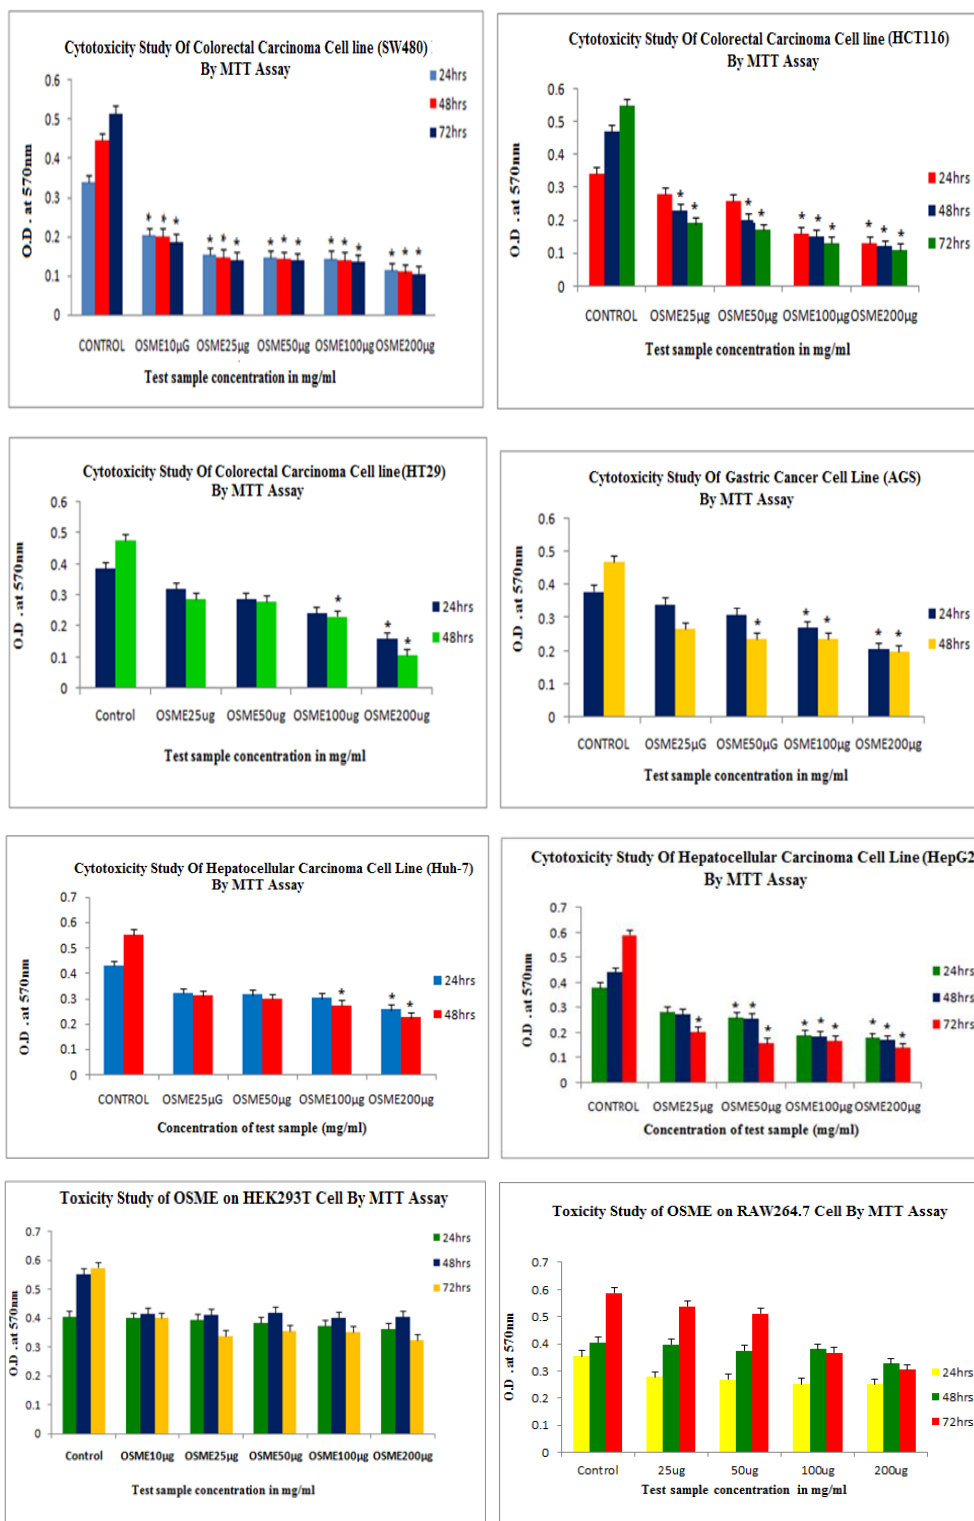 Cytotoxicity Study Of Colorectal Carcinoma Cell line (SW480)
By MTT Assay
24hrs
48hrs
72hrs
O.D . at 570nm
0.6
0.5
0.4
0.3
0.2
0.1
0
* * * * * * * * * * * * * * *
CONTROL OSME10µG OSME25µg OSME50µg OSME100µg OSME200µg
Test sample concentration in mg/ml
Cytotoxicity Study Of Colorectal Carcinoma Cell line (HCT116)
By MTT Assay
O.D . at 570nm
0.6
0.5
0.4
0.3
0.2
0.1
0
* * * * * * * * * *
24hrs
48hrs
72hrs
CONTROL OSME25µg OSME50µg OSME100µg OSME200µg
Test sample concentration in mg/ml
Cytotoxicity Study Of Colorectal Carcinoma Cell line(HT29)
By MTT Assay
O.D . at 570nm
0.6
0.5
0.4
0.3
0.2
0.1
0
* * *
24hrs
48hrs
Control OSME25ug OSME50ug OSME100ug OSME200ug
Test sample concentration in mg/ml
Cytotoxicity Study Of Gastric Cancer Cell Line (AGS)
By MTT Assay
O.D . at 570nm
0.6
0.5
0.4
0.3
0.2
0.1
0
* * * * *
24hrs
48hrs
CONTROL OSME25µG OSME50µG OSME100µg OSME200µg
Test sample concentration in mg/ml
Cytotoxicity Study Of Hepatocellular Carcinoma Cell Line (Huh-7)
By MTT Assay
O.D . at 570nm
0.7
0.6
0.5
0.4
0.3
0.2
0.1
0
* * *
24hrs
48hrs
CONTROL OSME25µG OSME50µg OSME100µg OSME200µg
Concentration of test sample (mg/ml)
Cytotoxicity Study Of Hepatocellular Carcinoma Cell Line (HepG2
By MTT Assay
O.D . at 570nm
0.7
0.6
0.5
0.4
0.3
0.2
0.1
0
* * * * * * * * * *
24hrs
48hrs
72hrs
CONTROL OSME25µg OSME50µg OSME100µg OSME200µg
Concentration of test sample (mg/ml)
Toxicity Study of OSME on HEK293T Cell By MTT Assay
O.D . at 570nm
0.7
0.6
0.5
0.4
0.3
0.2
0.1
0
24hrs
48hrs
72hrs
Control OSME10µg OSME25µg OSME50µg OSME100µg OSME200µg
Test sample concentration in mg/ml
Toxicity Study of OSME on RAW264.7 Cell By MTT Assay
O.D . at 570nm
0.7
0.6
0.5
0.4
0.3
0.2
0.1
0
24hrs
48hrs
72hrs
Control 25ug 50ug 100ug 200ug
Test sample concentration in mg/ml